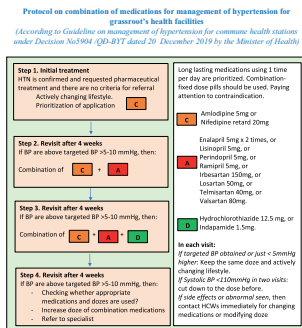 Protocol on combination of medications for management of hypertension for
grassroot's health facilities
(According to Guideline on management of hypertension for commune health stations
under Decision No5904 /QD-BYT dated 20 December 2019 by the Minister of Health)
Step 1. Initial treatment
HTN is confirmed and requested pharmaceutical
treatment and there are no criteria for referral
Actively changing lifestyle.
Prioritization of application C
Step 2. Revisit after 4 weeks
If BP are above targeted BP >5-10 mmHg, then:
Combination of C + A
Step 3. Revisit after 4 weeks
If BP are above targeted BP >5-10 mmHg, then:
Combination of C + A + D
Step 4. Revisit after 4 weeks
If BP are above targeted BP >5-10 mmHg, then:
- Checking whether appropriate
medications and dozes are used?
- Increase doze of combination medications
- Refer to specialist
Long lasting medications using 1 time
per day are prioritized. Combination-
fixed dose pills should be used. Paying
attention to contraindication.
C Amlodipine 5mg or
Nifedipine retard 20mg
Enalapril 5mg x 2 times, or
Lisinopril 5mg, or
Perindopril 5mg, or
A Ramipril 5mg, or
Irbesartan 150mg, or
Losartan 50mg, or
Telmisartan 40mg, or
Valsartan 80mg.
D Hydrochlorothiazide 12.5 mg, or
Indapamide 1.5mg.
In each visit:
If targeted BP obtained or just < 5mmHg
higher: Keep the same doze and actively
changing lifestyle.
If Systolic BP <110mmHg in two visits:
cut down to the dose before.
If side effects or abnormal seen, then
contact HCWs immediately for changing
medications or modifying doze